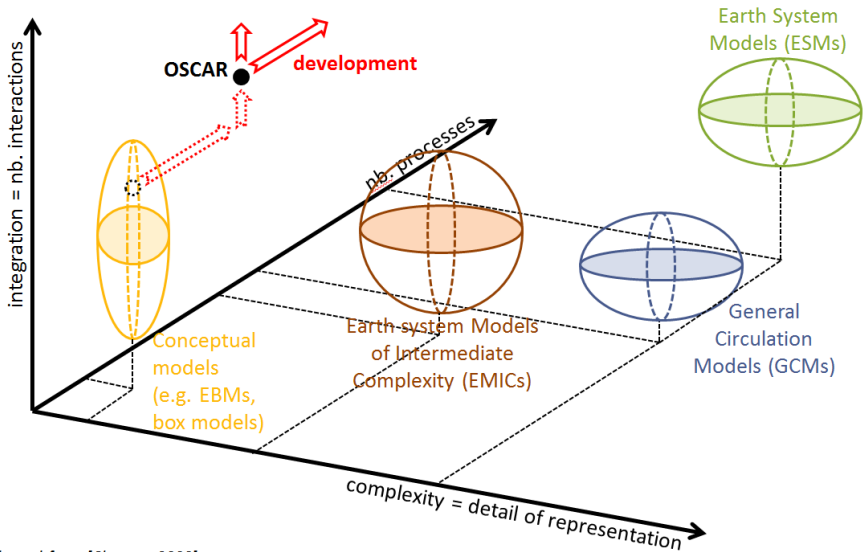 Earth System
Models (ESMs)
OSCAR
development
integration = nb. interactions
nb. processes
Conceptual
models
(e.g. EBMs,
box models)
Earth system Models
of Intermediate
Complexity (EMICs)
General
Circulation
Models (GCMs)
complexity = detail of representation